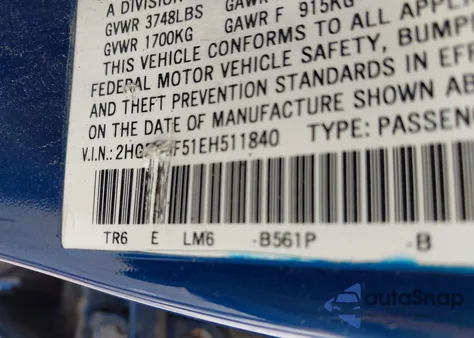 A DIVISION
GVWR 3748LBS GAWR
GVWR 1700KG GAWR F 915KG
THIS VEHICLE CONFORMS TO ALL APPLI
FEDERAL MOTOR VEHICLE SAFETY, BUMP
AND THEFT PREVENTION STANDARDS IN EFF
ON THE DATE OF MANUFACTURE SHOWN AB
V.I.N.: TYPE: PASSEN
TR6 E LM6 -B561P -B
autoSnap